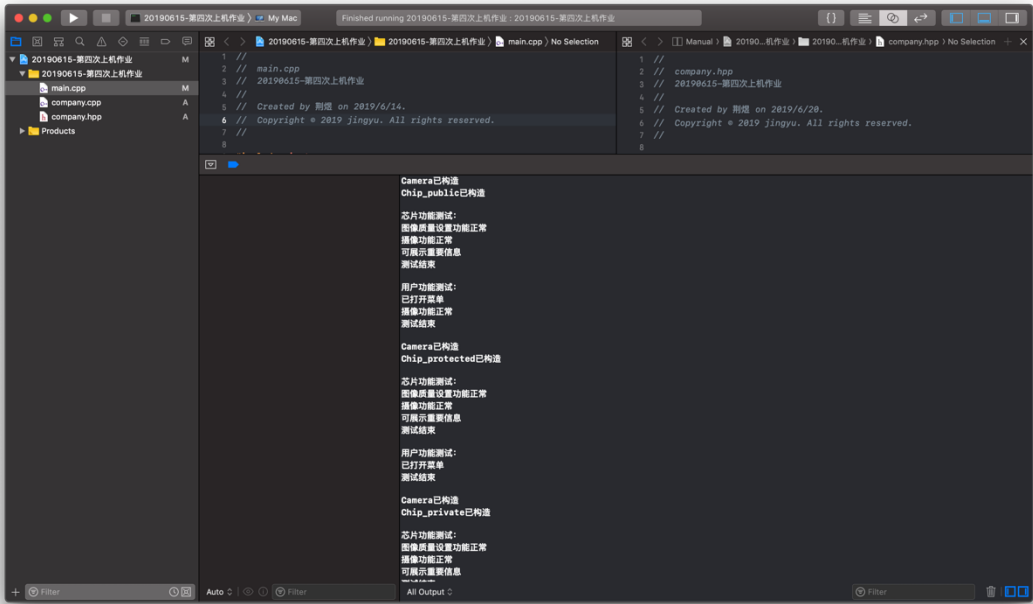 20190615-第四次上机作业 〉 My Mac
Finished running 20190615-第四次上机作业 : 20190615-第四次上机作业
{ }
20190615-第四次上机作业 M
20190615-第四次上机作业
main.cpp M
company.cpp A
company.hpp A
Products
20190615-第四次上机作业 〉 20190615-第四次上机作业 〉 main.cpp 〉 No Selection
1 //
2 // main.cpp
3 // 20190615-第四次上机作业
4 //
5 // Created by 荆煜 on 2019/6/14.
6 // Copyright © 2019 jingyu. All rights reserved.
7 //
8
Manual 〉 20190...机作业 〉 20190...机作业 〉 company.hpp 〉 No Selection
1 //
2 // company.hpp
3 // 20190615-第四次上机作业
4 //
5 // Created by 荆煜 on 2019/6/20.
6 // Copyright © 2019 jingyu. All rights reserved.
7 //
8
Camera已构造
Chip_public已构造
芯片功能测试：
图像质量设置功能正常
摄像功能正常
可展示重要信息
测试结束
用户功能测试：
已打开菜单
摄像功能正常
测试结束
Camera已构造
Chip_protected已构造
芯片功能测试：
图像质量设置功能正常
摄像功能正常
可展示重要信息
测试结束
用户功能测试：
已打开菜单
测试结束
Camera已构造
Chip_private已构造
芯片功能测试：
图像质量设置功能正常
摄像功能正常
可展示重要信息
Filter
Auto
Filter
All Output
Filter